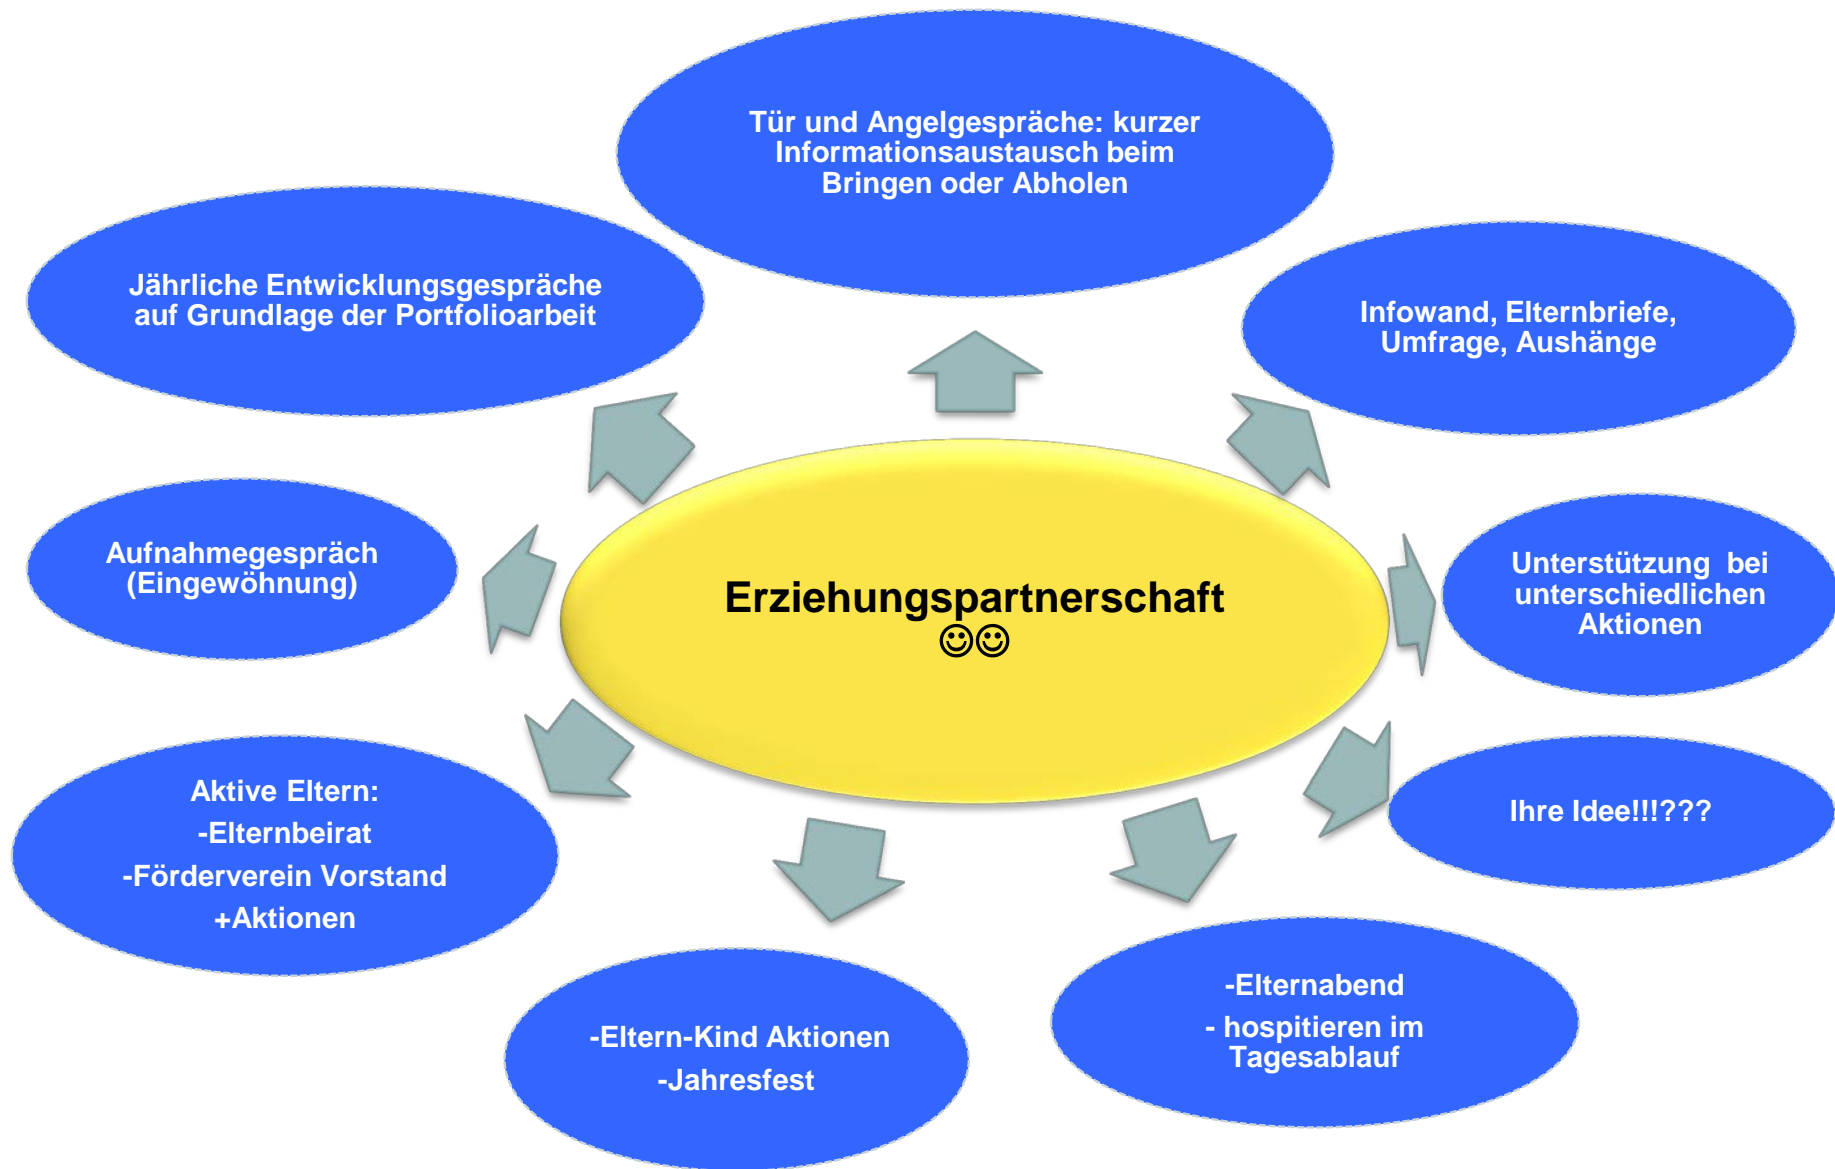 Tür und Angelgespräche: kurzer
Informationsaustausch beim
Bringen oder Abholen
Jährliche Entwicklungsgespräche
auf Grundlage der Portfolioarbeit
Infowand, Elternbriefe,
Umfrage, Aushänge
Aufnahmegespräch
(Eingewöhnung)
Erziehungspartnerschaft
☺☺
Unterstützung  bei
unterschiedlichen
Aktionen
Aktive Eltern:
-Elternbeirat
-Förderverein Vorstand
+Aktionen
Ihre Idee!!!???
-Eltern-Kind Aktionen
-Jahresfest
-Elternabend
- hospitieren im
Tagesablauf